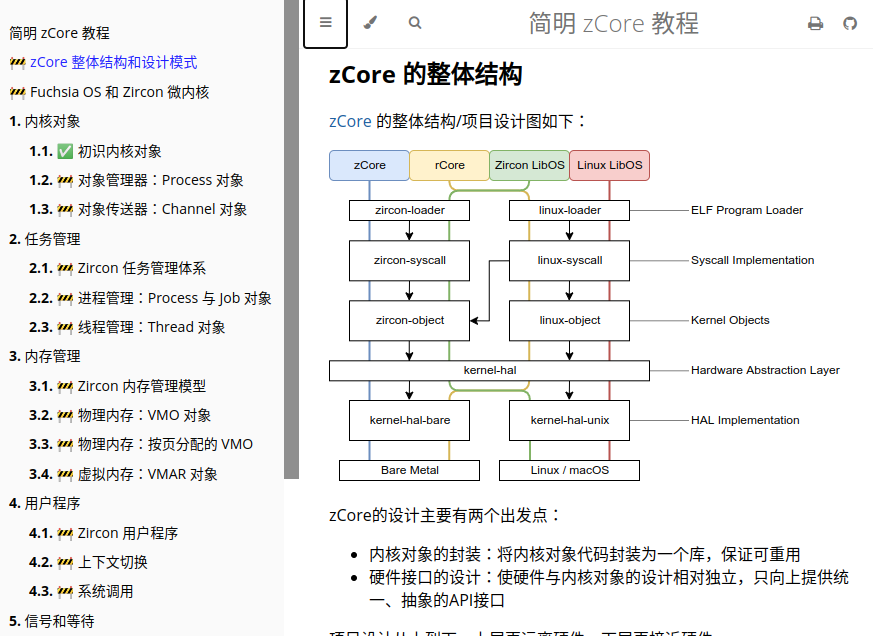 简明 zCore 教程
🚧 zCore 整体结构和设计模式
🚧 Fuchsia OS 和 Zircon 微内核
1. 内核对象
1.1. ✅ 初识内核对象
1.2. 🚧 对象管理器：Process 对象
1.3. 🚧 对象传送器：Channel 对象
2. 任务管理
2.1. 🚧 Zircon 任务管理体系
2.2. 🚧 进程管理：Process 与 Job 对象
2.3. 🚧 线程管理：Thread 对象
3. 内存管理
3.1. 🚧 Zircon 内存管理模型
3.2. 🚧 物理内存：VMO 对象
3.3. 🚧 物理内存：按页分配的 VMO
3.4. 🚧 虚拟内存：VMAR 对象
4. 用户程序
4.1. 🚧 Zircon 用户程序
4.2. 🚧 上下文切换
4.3. 🚧 系统调用
5. 信号和等待
简明 zCore 教程
zCore 的整体结构
zCore 的整体结构/项目设计图如下：
zCore rCore Zircon LibOS Linux LibOS
zircon-loader linux-loader ELF Program Loader
zircon-syscall linux-syscall Syscall Implementation
zircon-object linux-object Kernel Objects
kernel-hal Hardware Abstraction Layer
kernel-hal-bare kernel-hal-unix HAL Implementation
Bare Metal Linux / macOS
zCore的设计主要有两个出发点：
• 内核对象的封装：将内核对象代码封装为一个库，保证可重用
• 硬件接口的设计：使硬件与内核对象的设计相对独立，只向上提供统
一、抽象的API接口